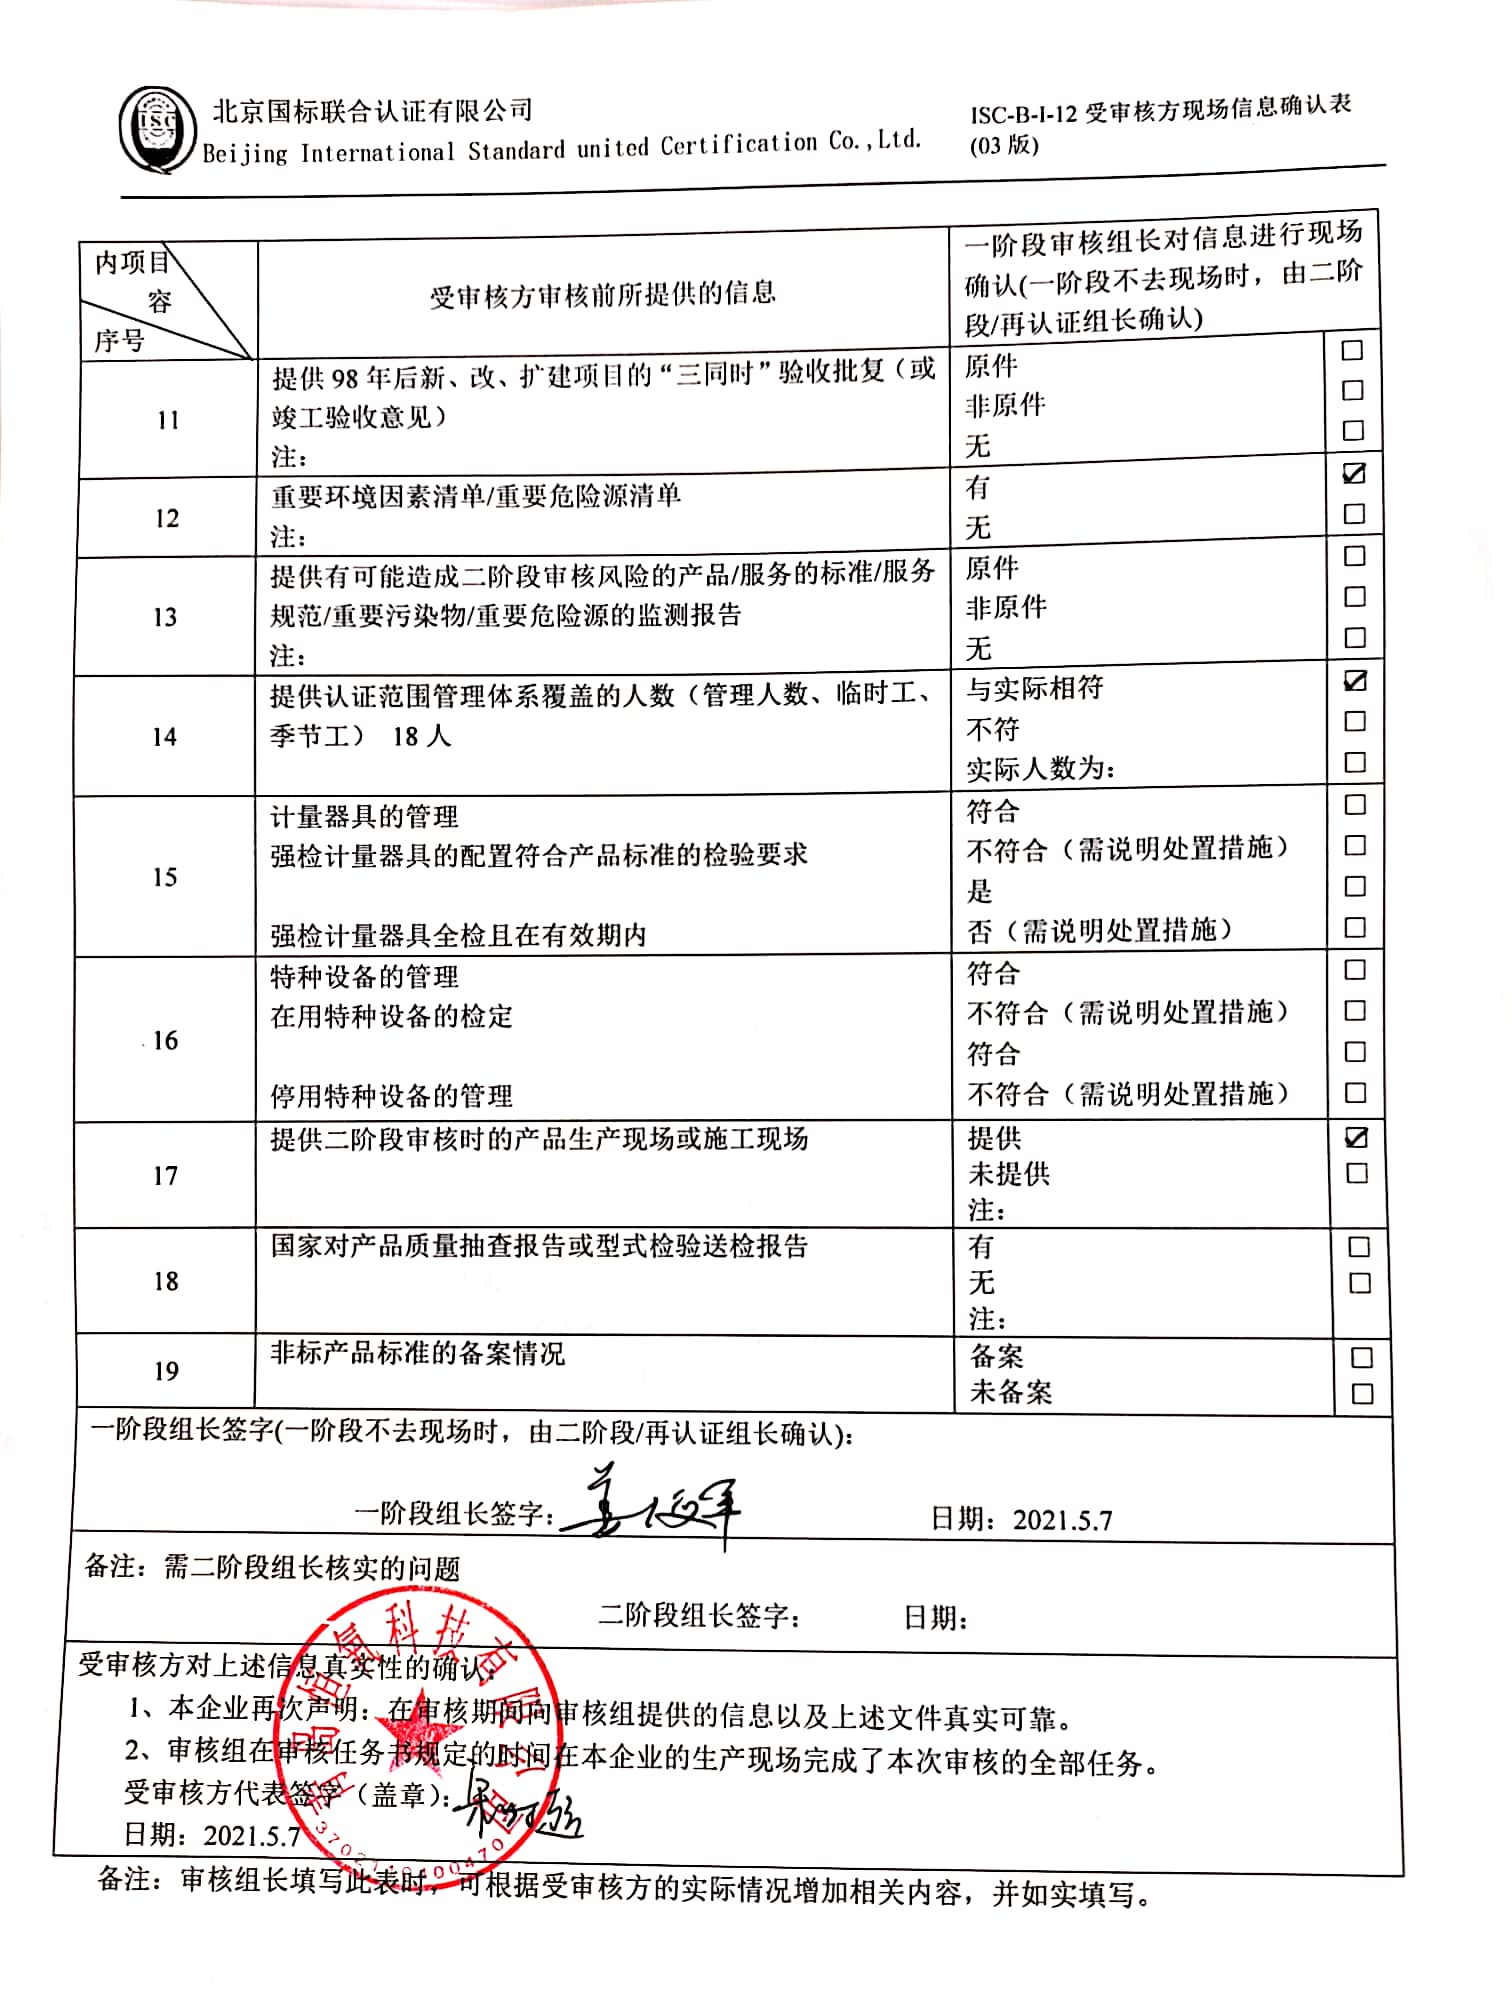 ISC
北京国标联合认证有限公司
Beijing International Standard united Certification Co.,Ltd.
ISC-B-I-12 受审核方现场信息确认表
(03 版)
内项目
容
序号
受审核方审核前所提供的信息
一阶段审核组长对信息进行现场
确认(一阶段不去现场时，由二阶
段/再认证组长确认)
11
提供 98 年后新、改、扩建项目的“三同时”验收批复（或
竣工验收意见）
注：
原件 □
非原件 □
无 □
12
重要环境因素清单/重要危险源清单
注：
有 ☑
无 □
13
提供有可能造成二阶段审核风险的产品/服务的标准/服务
规范/重要污染物/重要危险源的监测报告
注：
原件 □
非原件 □
无 □
14
提供认证范围管理体系覆盖的人数（管理人数、临时工、
季节工） 18 人
与实际相符 ☑
不符 □
实际人数为: □
15
计量器具的管理
强检计量器具的配置符合产品标准的检验要求
强检计量器具全检且在有效期内
符合 □
不符合（需说明处置措施） □
是 □
否（需说明处置措施） □
16
特种设备的管理
在用特种设备的检定
停用特种设备的管理
符合 □
不符合（需说明处置措施） □
符合 □
不符合（需说明处置措施） □
17
提供二阶段审核时的产品生产现场或施工现场
提供 ☑
未提供 □
注：
18
国家对产品质量抽查报告或型式检验送检报告
有 □
无 □
注：
19
非标产品标准的备案情况
备案 □
未备案 □
一阶段组长签字(一阶段不去现场时，由二阶段/再认证组长确认):
一阶段组长签字: 日期：2021.5.7
备注：需二阶段组长核实的问题
二阶段组长签字： 日期：
受审核方对上述信息真实性的确认：
1、本企业再次声明：在审核期间向审核组提供的信息以及上述文件真实可靠。
2、审核组在审核任务书规定的时间在本企业的生产现场完成了本次审核的全部任务。
受审核方代表签字（盖章）：
日期：2021.5.7
青岛恒氧科技有限公司
备注：审核组长填写此表时，可根据受审核方的实际情况增加相关内容，并如实填写。